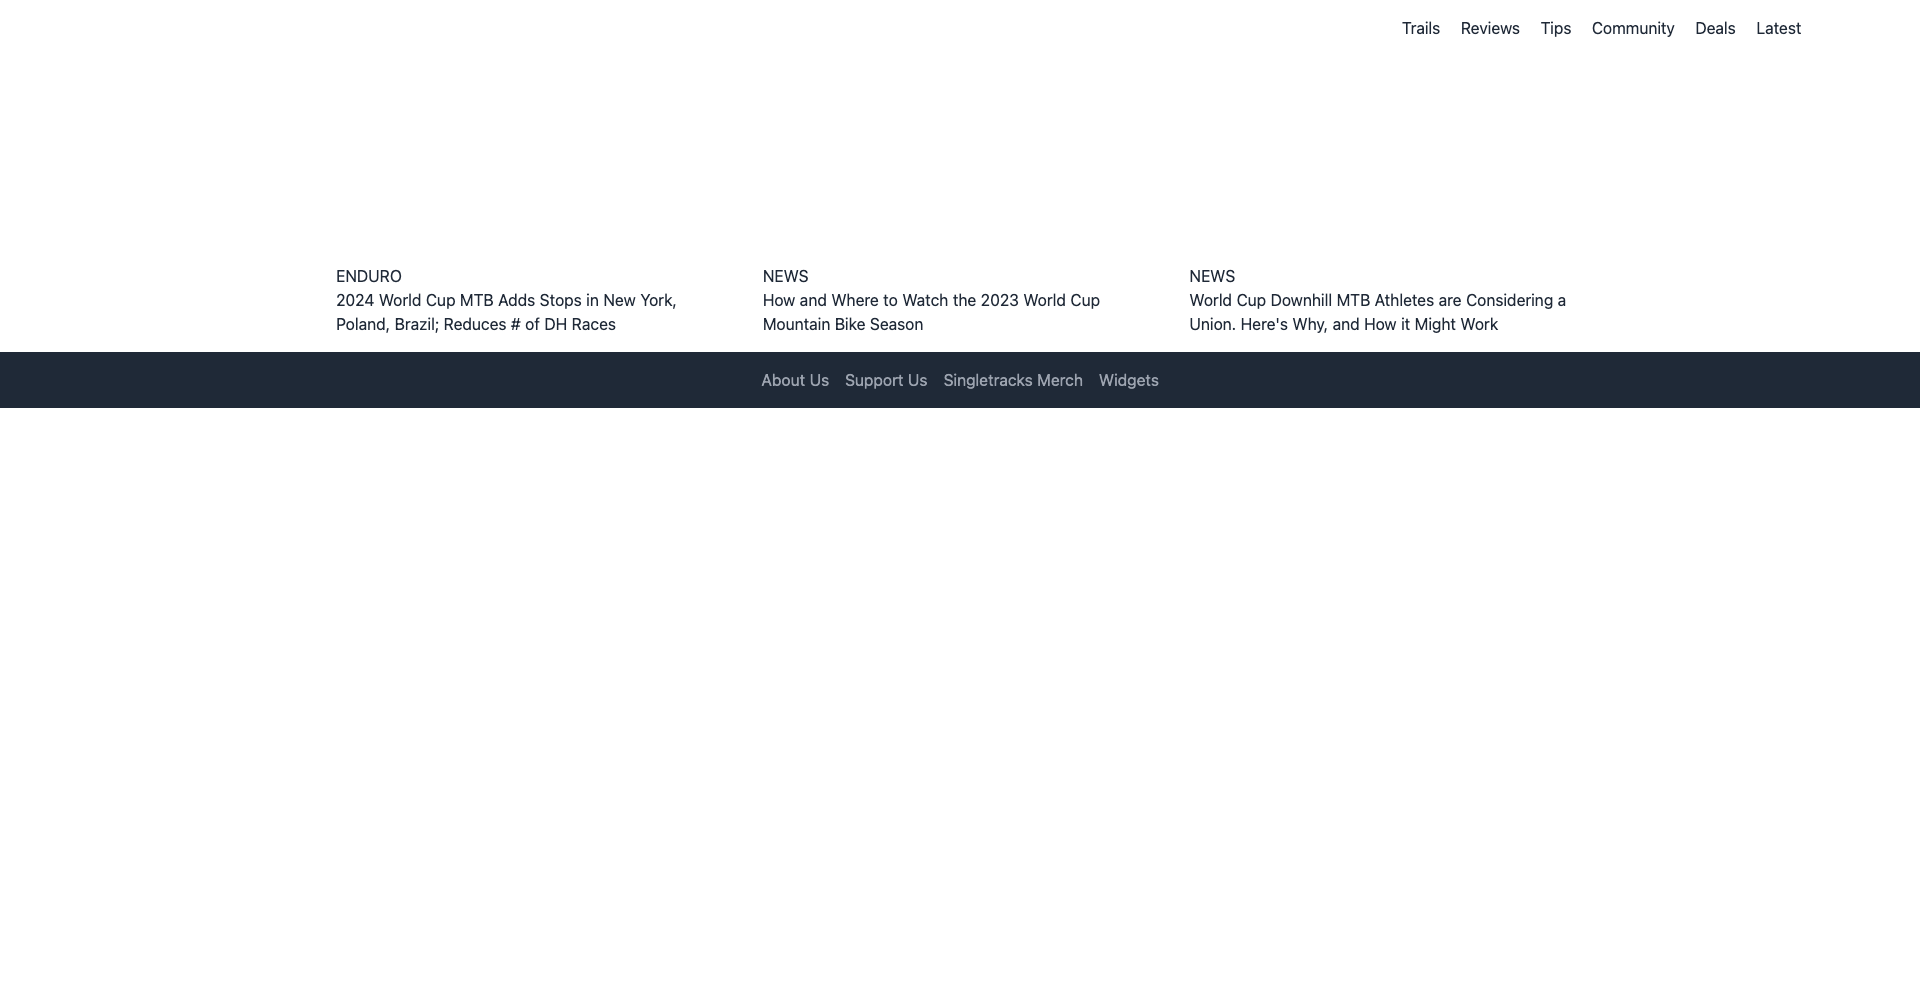 Trails Reviews Tips Community Deals Latest
ENDURO
2024 World Cup MTB Adds Stops in New York,
Poland, Brazil; Reduces # of DH Races
NEWS
How and Where to Watch the 2023 World Cup
Mountain Bike Season
NEWS
World Cup Downhill MTB Athletes are Considering a
Union. Here's Why, and How it Might Work
About Us Support Us Singletracks Merch Widgets